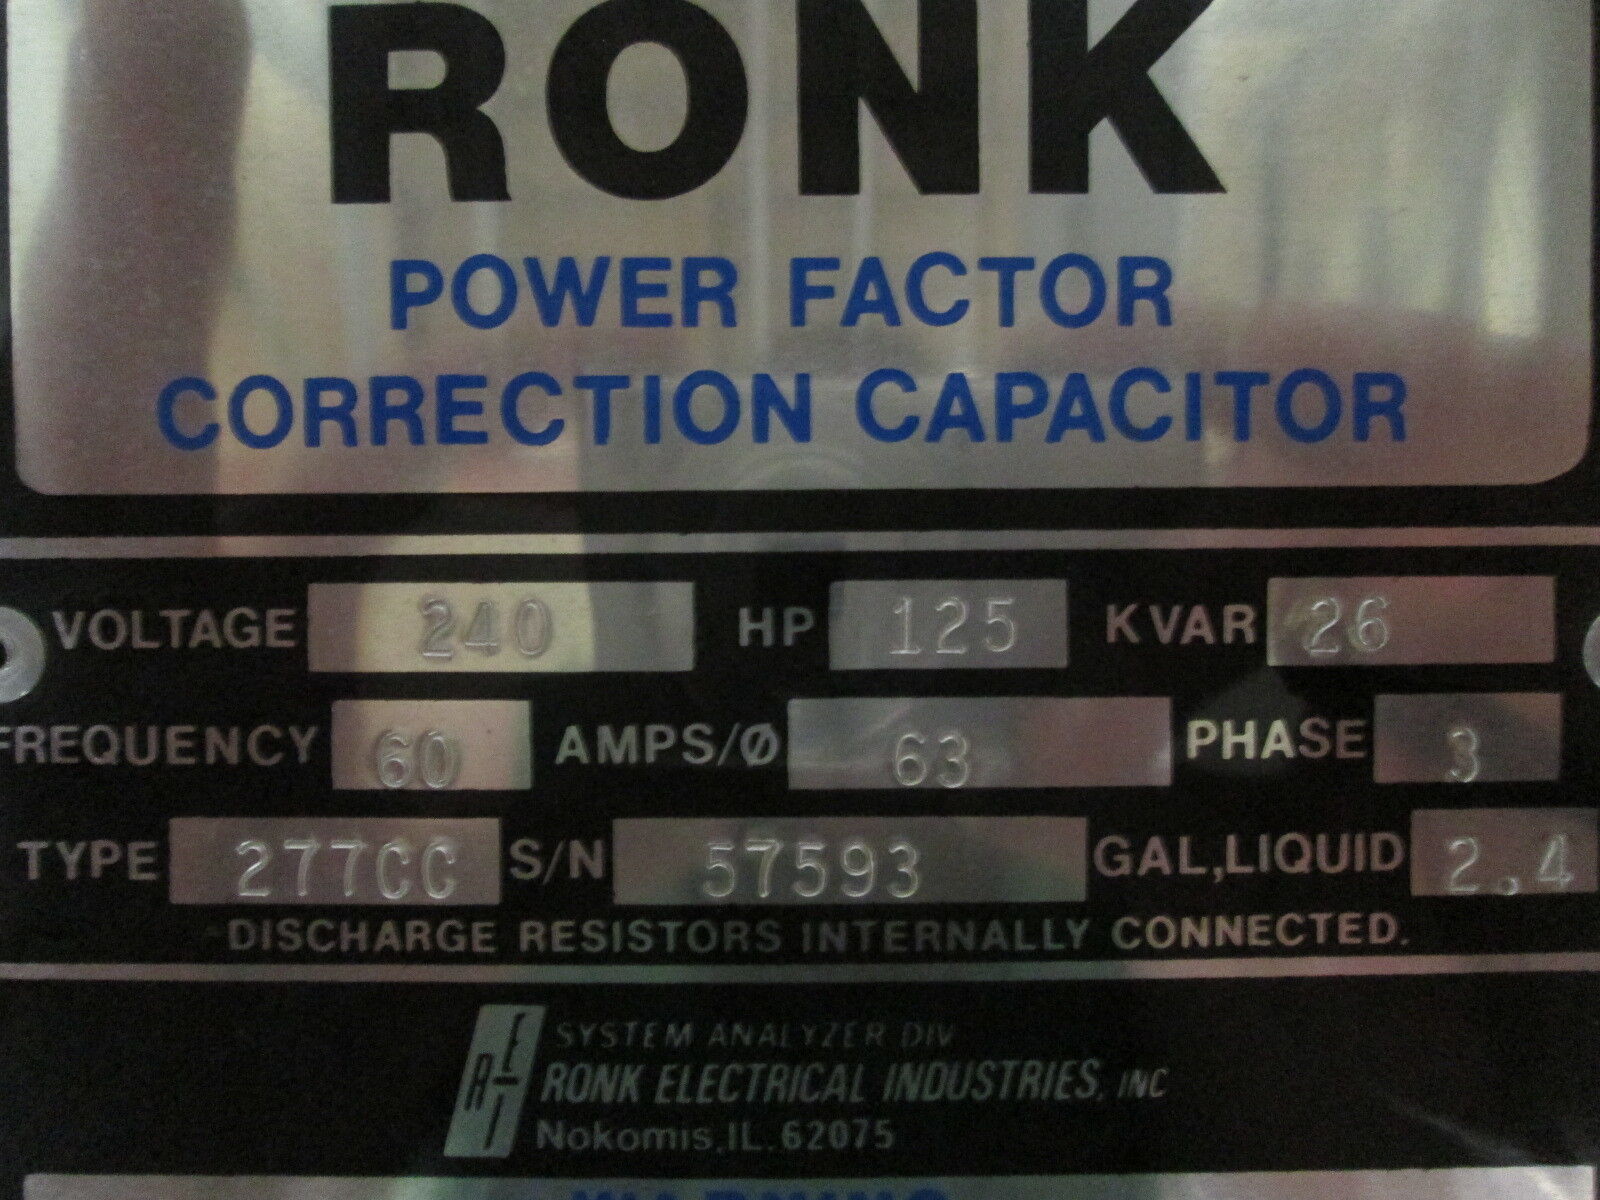 RONK
POWER FACTOR
CORRECTION CAPACITOR
VOLTAGE 240 HP 125 KVAR 26
FREQUENCY 60 AMPS/Ø 63 PHASE 3
TYPE 277CC S/N 57593 GAL,LIQUID 2.4
DISCHARGE RESISTORS INTERNALLY CONNECTED.
REI SYSTEM ANALYZER DIV
RONK ELECTRICAL INDUSTRIES, INC
Nokomis, IL. 62075